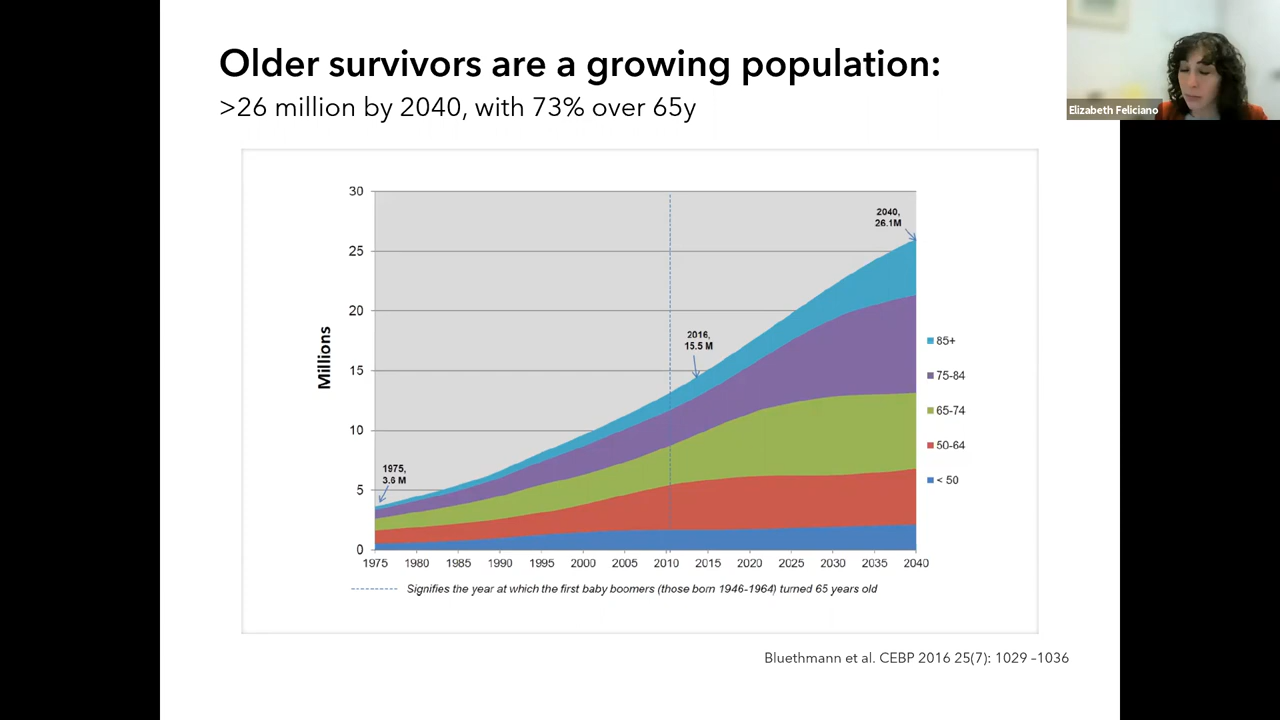 Older survivors are a growing population:
>26 million by 2040, with 73% over 65y
Elizabeth Feliciano
30
25
20
15
10
5
0
Millions
1975,
3.6 M
2016,
15.5 M
2040,
26.1M
85+
75-84
65-74
50-64
< 50
1975 1980 1985 1990 1995 2000 2005 2010 2015 2020 2025 2030 2035 2040
Signifies the year at which the first baby boomers (those born 1946-1964) turned 65 years old
Bluethmann et al. CEBP 2016 25(7): 1029 –1036